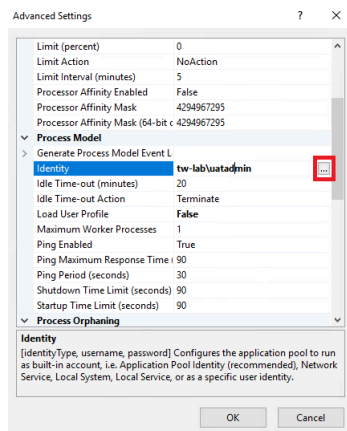 Advanced Settings ? ×
Limit (percent) 0
Limit Action NoAction
Limit Interval (minutes) 5
Processor Affinity Enabled False
Processor Affinity Mask 4294967295
Processor Affinity Mask (64-bit c 4294967295
Process Model
Generate Process Model Event L
Identity tw-lab\uatadmin ...
Idle Time-out (minutes) 20
Idle Time-out Action Terminate
Load User Profile False
Maximum Worker Processes 1
Ping Enabled True
Ping Maximum Response Time ( 90
Ping Period (seconds) 30
Shutdown Time Limit (seconds) 90
Startup Time Limit (seconds) 90
Process Orphaning
Identity
[identityType, username, password] Configures the application pool to run
as built-in account, i.e. Application Pool Identity (recommended), Network
Service, Local System, Local Service, or as a specific user identity.
OK Cancel